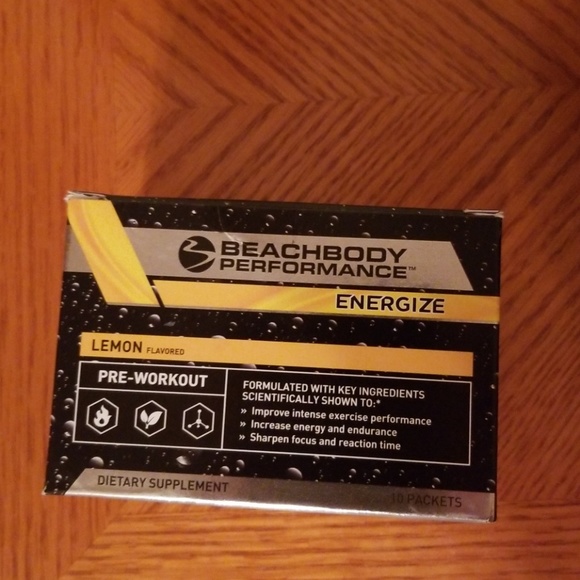 BEACHBODY
PERFORMANCE™
ENERGIZE
LEMON FLAVORED
PRE-WORKOUT
FORMULATED WITH KEY INGREDIENTS
SCIENTIFICALLY SHOWN TO:*
» Improve intense exercise performance
» Increase energy and endurance
» Sharpen focus and reaction time
DIETARY SUPPLEMENT
10 PACKETS